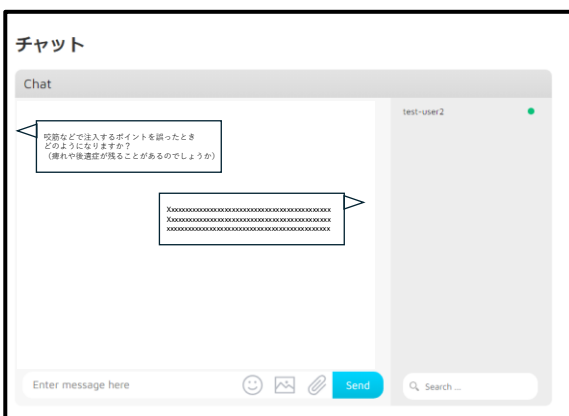 チャット
Chat
test-user2
咬筋などで注入するポイントを誤ったとき
どのようになりますか？
（痺れや後遺症が残ることがあるのでしょうか）
Xxxxxxxxxxxxxxxxxxxxxxxxxxxxxxxxxxxxxxxxxxxxxx
Xxxxxxxxxxxxxxxxxxxxxxxxxxxxxxxxxxxxxxxxxxxxxx
xxxxxxxxxxxxxxxxxxxxxxxxxxxxxxxxxxxxxxxxxxxxxx
Enter message here
Send
Search ...